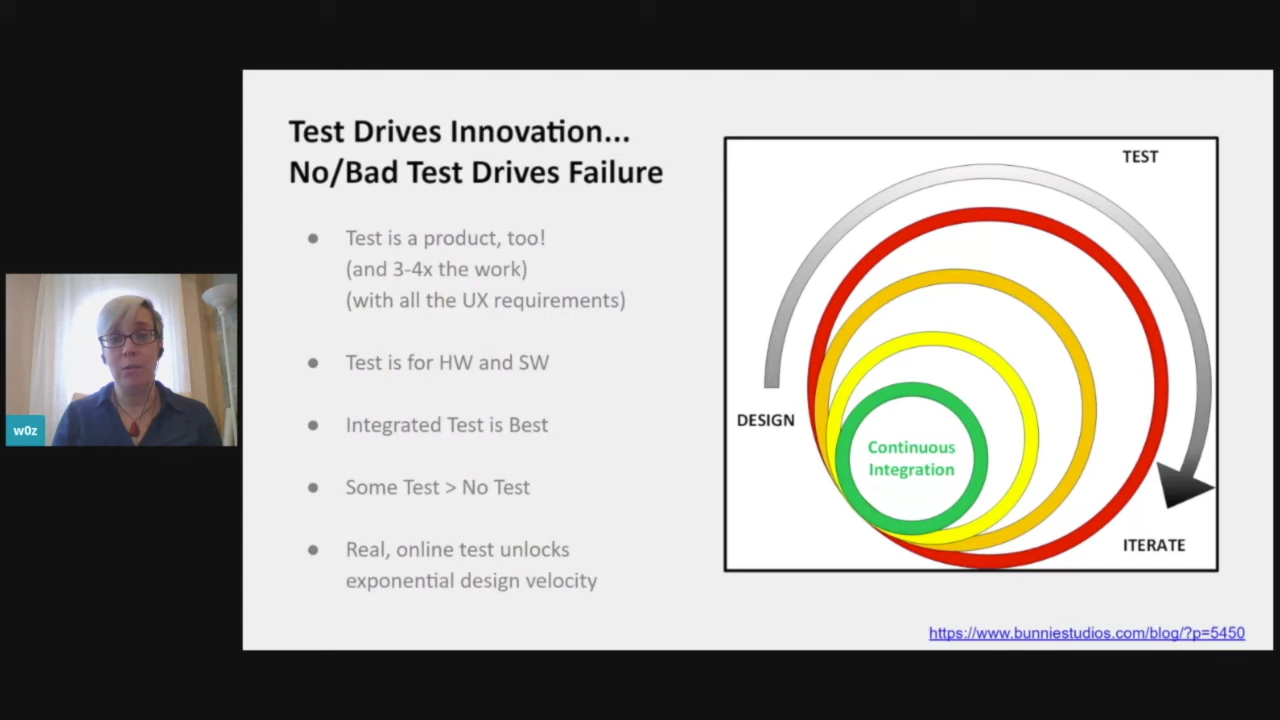 Test Drives Innovation...
No/Bad Test Drives Failure
● Test is a product, too!
(and 3-4x the work)
(with all the UX requirements)
● Test is for HW and SW
● Integrated Test is Best
● Some Test > No Test
● Real, online test unlocks
exponential design velocity
TEST
DESIGN
Continuous
Integration
ITERATE
https://www.bunniestudios.com/blog/?p=5450
w0z